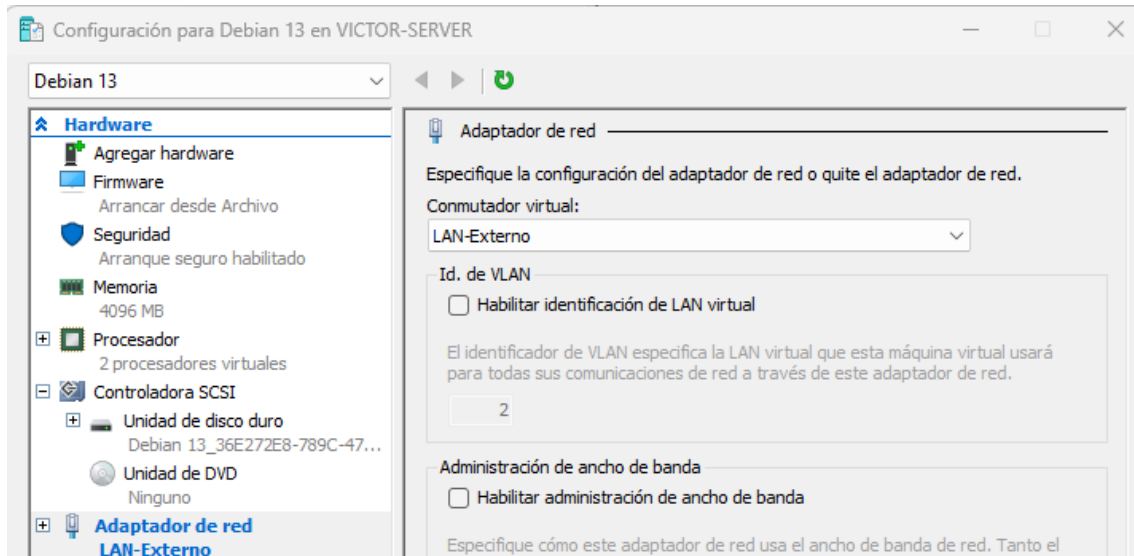 Configuración para Debian 13 en VICTOR-SERVER
Debian 13
Hardware
Agregar hardware
Firmware
Arrancar desde Archivo
Seguridad
Arranque seguro habilitado
Memoria
4096 MB
Procesador
2 procesadores virtuales
Controladora SCSI
Unidad de disco duro
Debian 13_36E272E8-789C-47...
Unidad de DVD
Ninguno
Adaptador de red
LAN-Externo
Adaptador de red
Especifique la configuración del adaptador de red o quite el adaptador de red.
Conmutador virtual:
LAN-Externo
Id. de VLAN
Habilitar identificación de LAN virtual
El identificador de VLAN especifica la LAN virtual que esta máquina virtual usará
para todas sus comunicaciones de red a través de este adaptador de red.
2
Administración de ancho de banda
Habilitar administración de ancho de banda
Especifique cómo este adaptador de red usa el ancho de banda de red. Tanto el